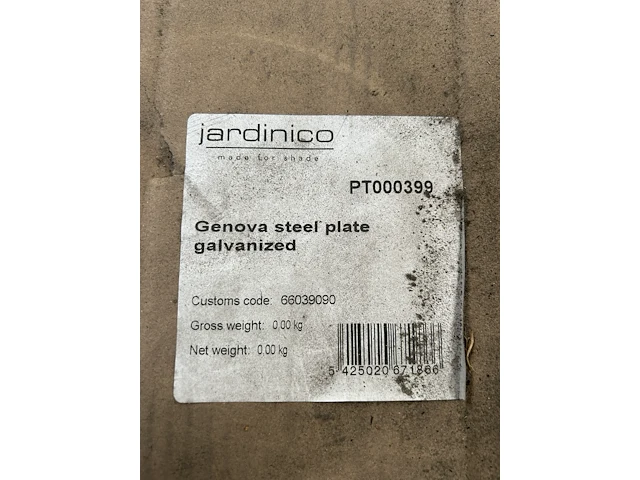 jardinico
made for shade
PT000399
Genova steel plate
galvanized
Customs code: 66039090
Gross weight: 0.00 kg
Net weight: 0.00 kg
5 425020 671866